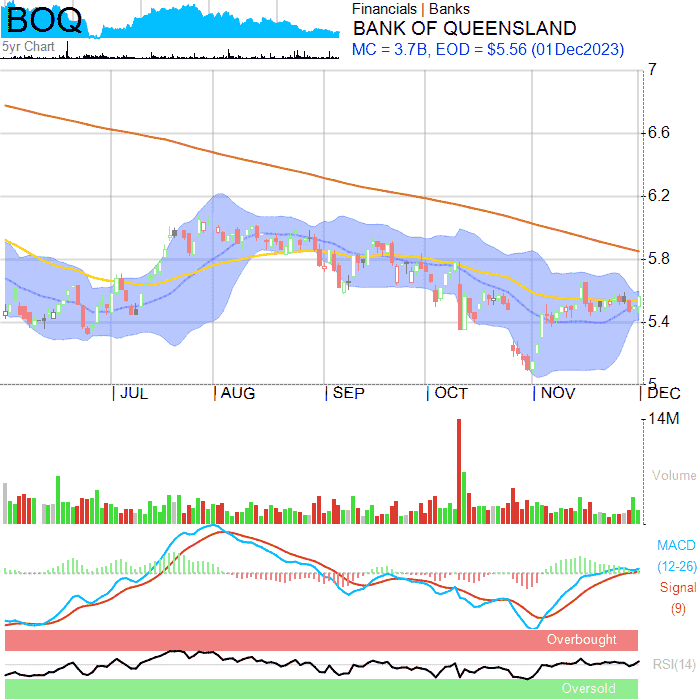 BOQ
5yr Chart
Financials | Banks
BANK OF QUEENSLAND
MC = 3.7B, EOD = $5.56 (01Dec2023)
7
6.6
6.2
5.8
5.4
5
JUL AUG SEP OCT NOV DEC
14M
Volume
MACD
(12-26)
Signal
(9)
Overbought
RSI(14)
Oversold